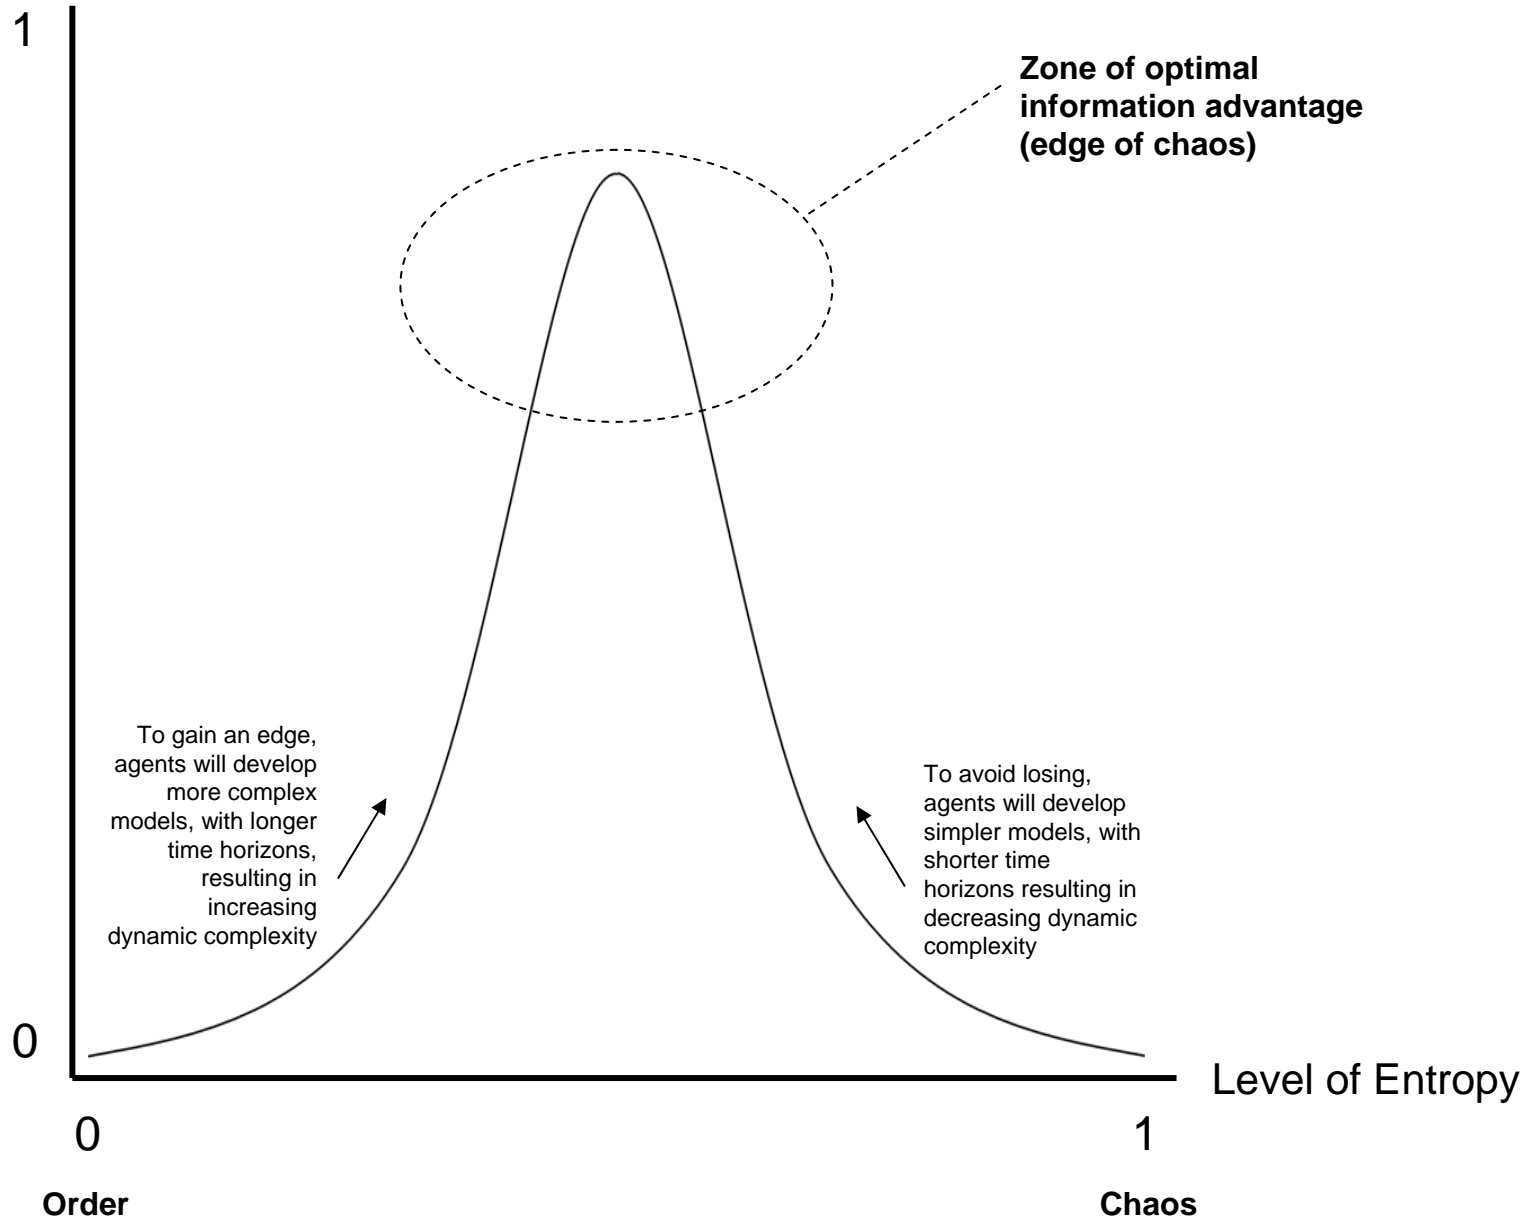 1
Zone of optimal
information advantage
(edge of chaos)
To gain an edge,
agents will develop
more complex
models, with longer
time horizons,
resulting in
increasing
dynamic complexity
To avoid losing,
agents will develop
simpler models, with
shorter time
horizons resulting in
decreasing dynamic
complexity
0
Level of Entropy
0
1
Order
Chaos